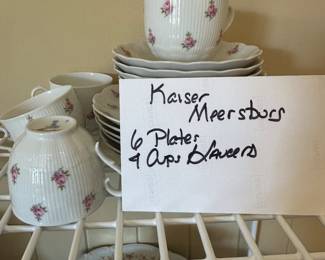 Kaiser
Meersburg
6 Plates
4 Cups & Saucers